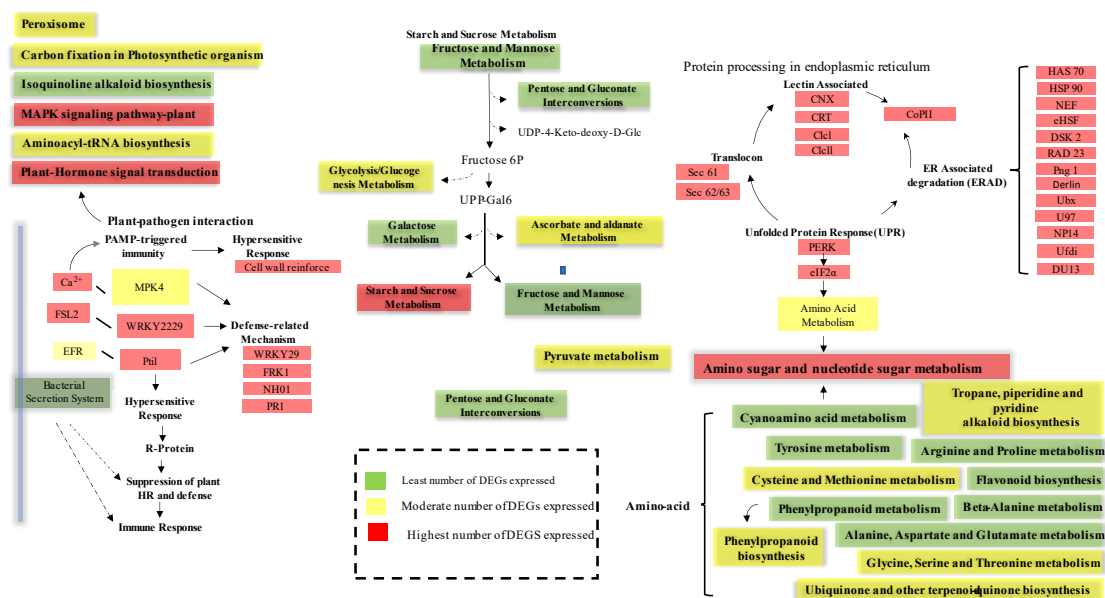 Peroxisome
Carbon fixation in Photosynthetic organism
Isoquinoline alkaloid biosynthesis
MAPK signaling pathway-plant
Aminoacyl-tRNA biosynthesis
Plant-Hormone signal transduction
Plant-pathogen interaction
PAMP-triggered
immunity
Hypersensitive
Response
Cell wall reinforce
Ca2+
MPK4
FSL2
WRKY2229
EFR
Ptil
Defense-related
Mechanism
WRKY29
FRK1
NH01
PR1
Bacterial
Secretion System
Hypersensitive
Response
R-Protein
Suppression of plant
HR and defense
Immune Response
Starch and Sucrose Metabolism
Fructose and Mannose
Metabolism
Pentose and Gluconate
Interconversions
UDP-4-Keto-deoxy-D-Glc
Fructose 6P
Glycolysis/Glucoge
nesis Metabolism
UPP-Gal6
Galactose
Metabolism
Ascorbate and aldanate
Metabolism
Starch and Sucrose
Metabolism
Fructose and Mannose
Metabolism
Pyruvate metabolism
Pentose and Gluconate
Interconversions
Least number of DEGs expressed
Moderate number of DEGs expressed
Highest number of DEGS expressed
Protein processing in endoplasmic reticulum
Lectin Associated
CNX
CRT
ClcI
ClcII
CoPII
Translocon
Sec 61
Sec 62/63
ER Associated
degradation (ERAD)
Unfolded Protein Response(UPR)
PERK
eIF2α
Amino Acid
Metabolism
HAS 70
HSP 90
NEF
eHSF
DSK 2
RAD 23
Png 1
Derlin
Ubx
U97
NP14
Ufdi
DU13
Amino sugar and nucleotide sugar metabolism
Amino-acid
Cyanoamino acid metabolism
Tropane, piperidine and
pyridine
alkaloid biosynthesis
Tyrosine metabolism
Arginine and Proline metabolism
Cysteine and Methionine metabolism
Flavonoid biosynthesis
Phenylpropanoid metabolism
Beta-Alanine metabolism
Phenylpropanoid
biosynthesis
Alanine, Aspartate and Glutamate metabolism
Glycine, Serine and Threonine metabolism
Ubiquinone and other terpenoid-quinone biosynthesis